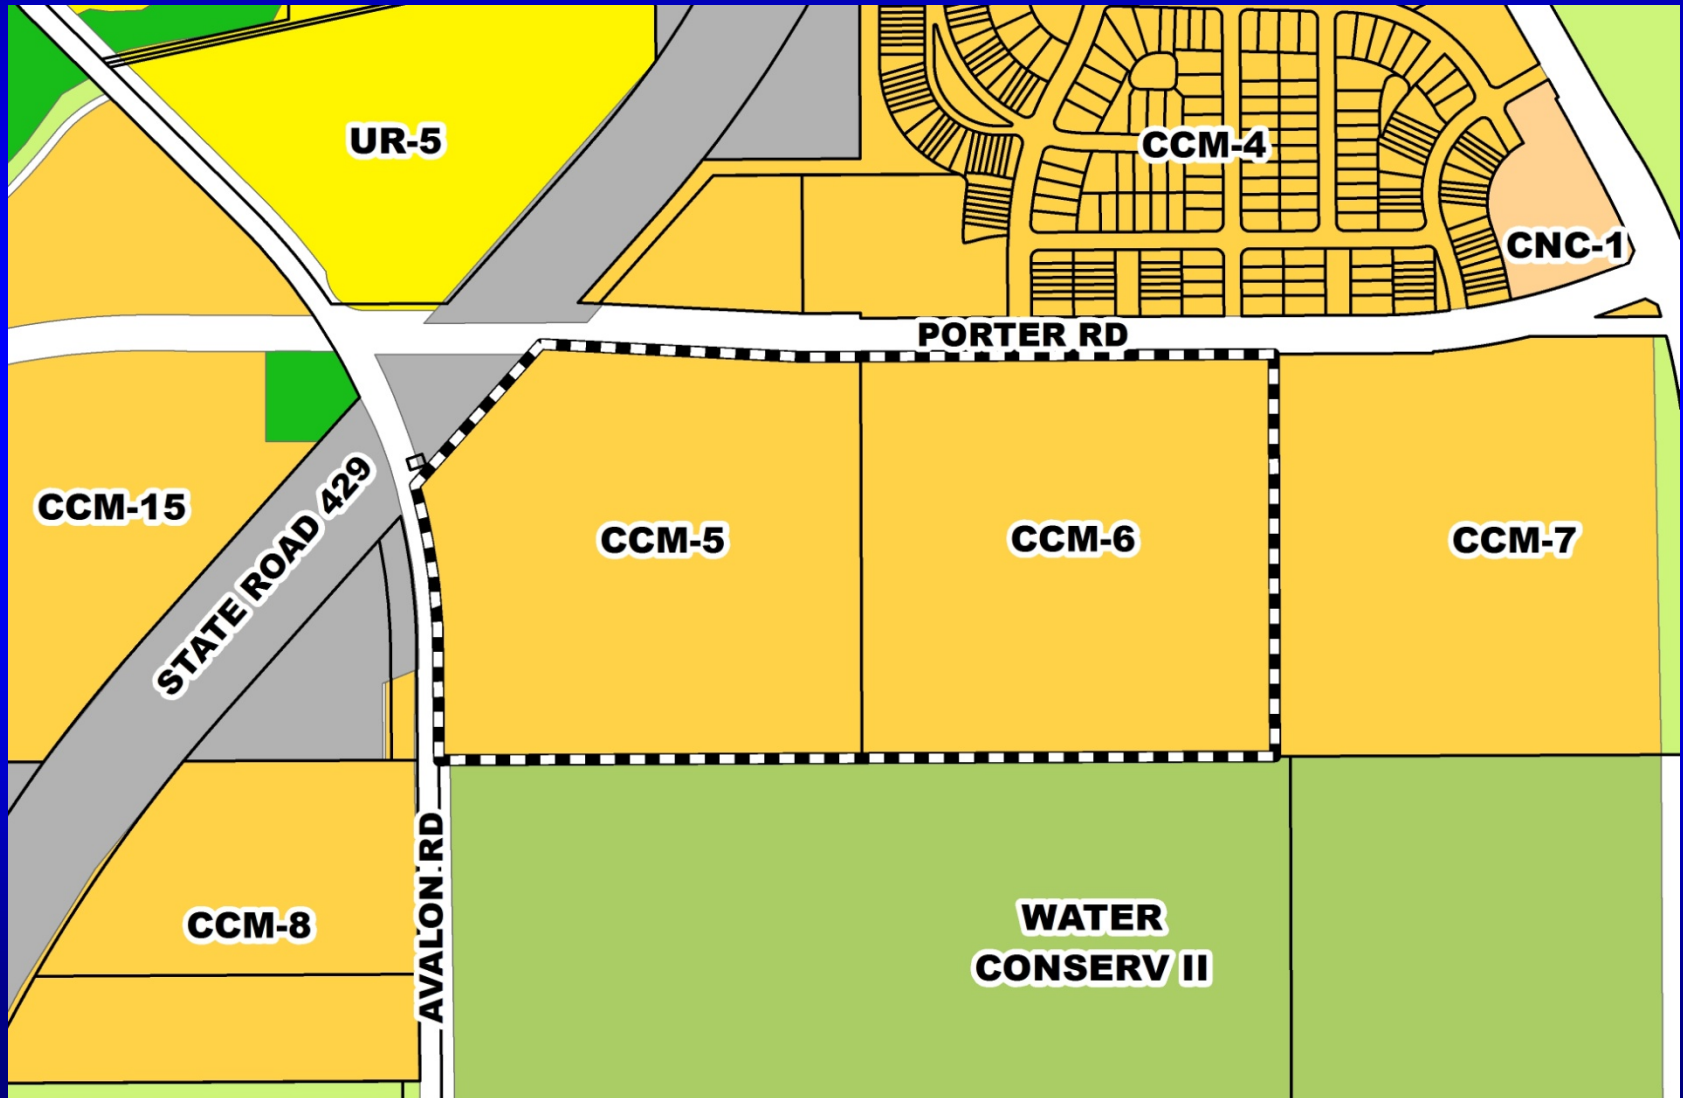 UR-5
CCM-4
CNC-1
PORTER RD
CCM-15
STATE ROAD 429
CCM-5
CCM-6
CCM-7
CCM-8
AVALON RD
WATER
CONSERV II